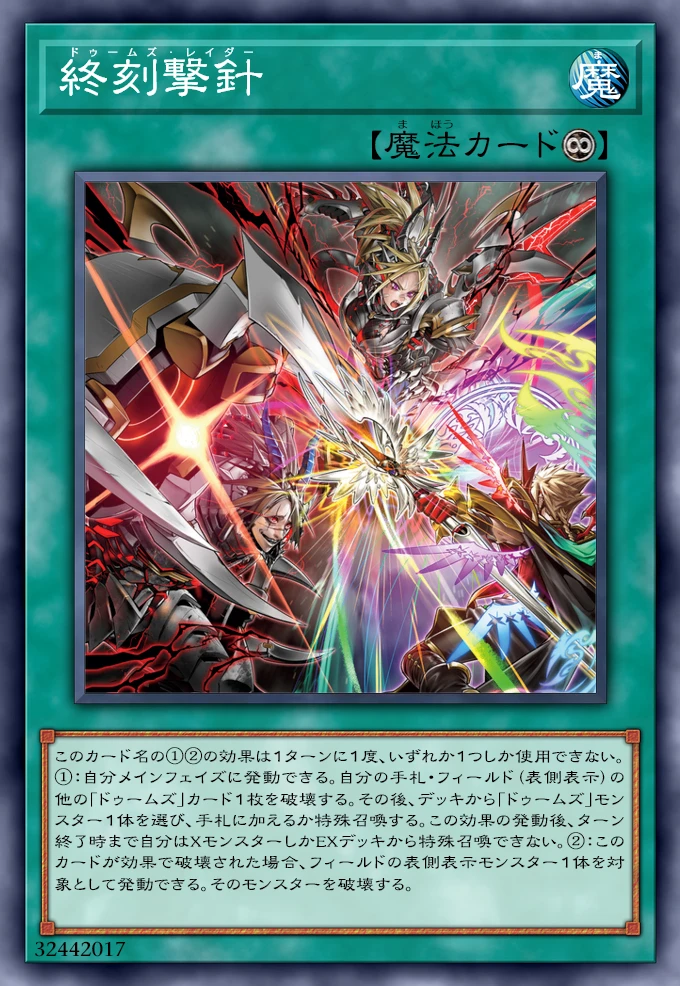 ドゥームズ・レイダー
終刻撃針
ま
魔
ま ほう
【魔法カード♾】
このカード名の①②の効果は1ターンに1度、いずれか1つしか使用できない。
①:自分メインフェイズに発動できる。自分の手札・フィールド(表側表示)の
他の「ドゥームズ」カード1枚を破壊する。その後、デッキから「ドゥームズ」モン
スター1体を選び、手札に加えるか特殊召喚する。この効果の発動後、ターン
終了時まで自分はXモンスターしかEXデッキから特殊召喚できない。②:この
カードが効果で破壊された場合、フィールドの表側表示モンスター1体を対
象として発動できる。そのモンスターを破壊する。
32442017